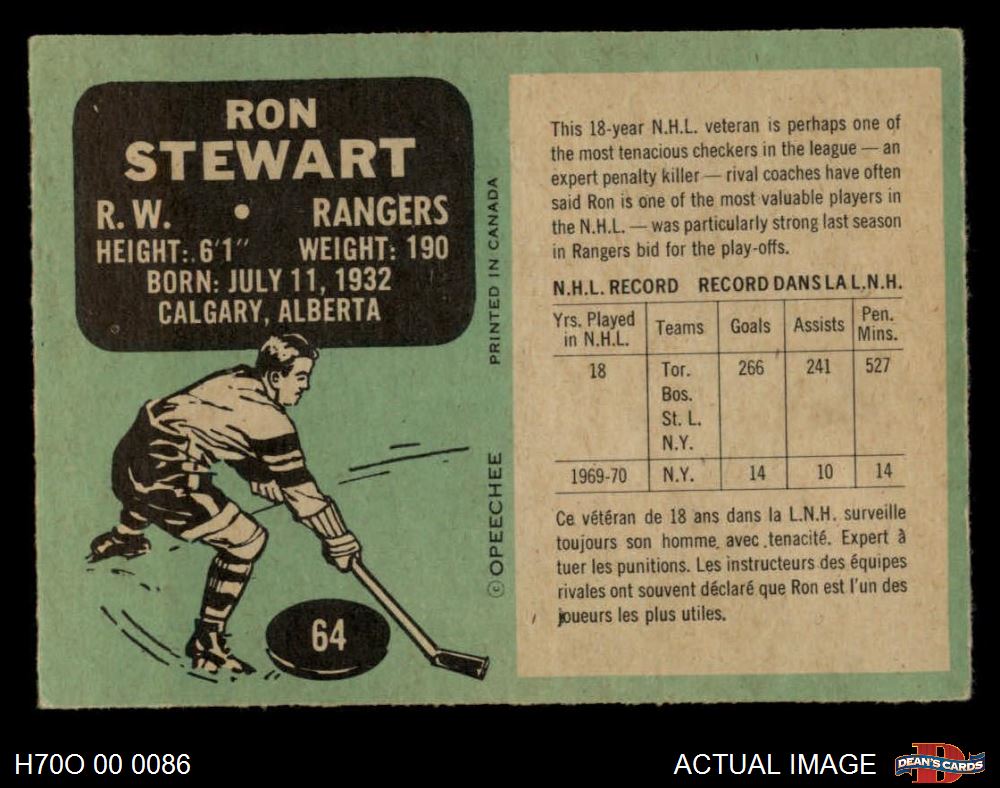 RON
STEWART
R. W. • RANGERS
HEIGHT: 6'1" WEIGHT: 190
BORN: JULY 11, 1932
CALGARY, ALBERTA
64
PRINTED IN CANADA
© OPEECHEE
This 18-year N.H.L. veteran is perhaps one of
the most tenacious checkers in the league — an
expert penalty killer — rival coaches have often
said Ron is one of the most valuable players in
the N.H.L. — was particularly strong last season
in Rangers bid for the play-offs.
N.H.L. RECORD RECORD DANS LA L.N.H.
Yrs. Played in N.H.L. Teams Goals Assists Pen. Mins.
18 Tor. 266 241 527
Bos.
St. L.
N.Y.
1969-70 N.Y. 14 10 14
Ce vétéran de 18 ans dans la L.N.H. surveille
toujours son homme avec tenacité. Expert à
tuer les punitions. Les instructeurs des équipes
rivales ont souvent déclaré que Ron est l'un des
joueurs les plus utiles.
H70O 00 0086
ACTUAL IMAGE
DEAN'S CARDS